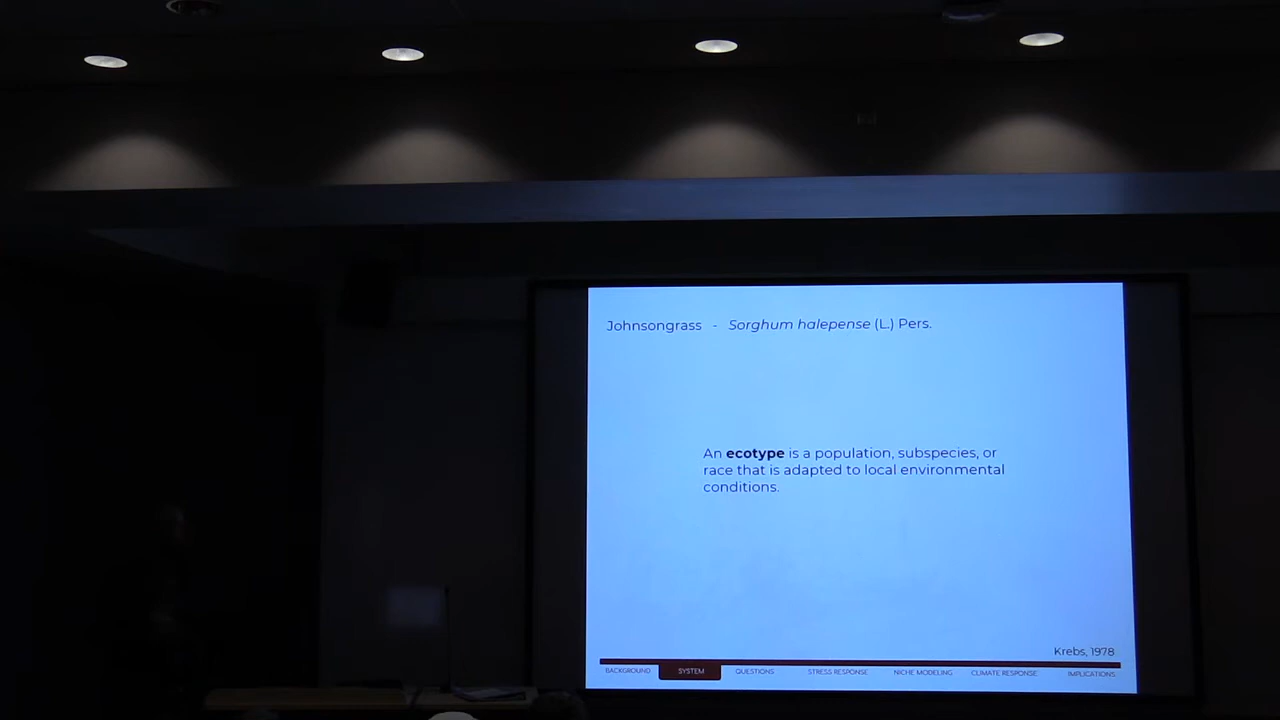 Johnsongrass - Sorghum halepense (L.) Pers.
An ecotype is a population, subspecies, or
race that is adapted to local environmental
conditions.
Krebs, 1978
BACKGROUND SYSTEM QUESTIONS STRESS RESPONSE NICHE MODELING CLIMATE RESPONSE IMPLICATIONS